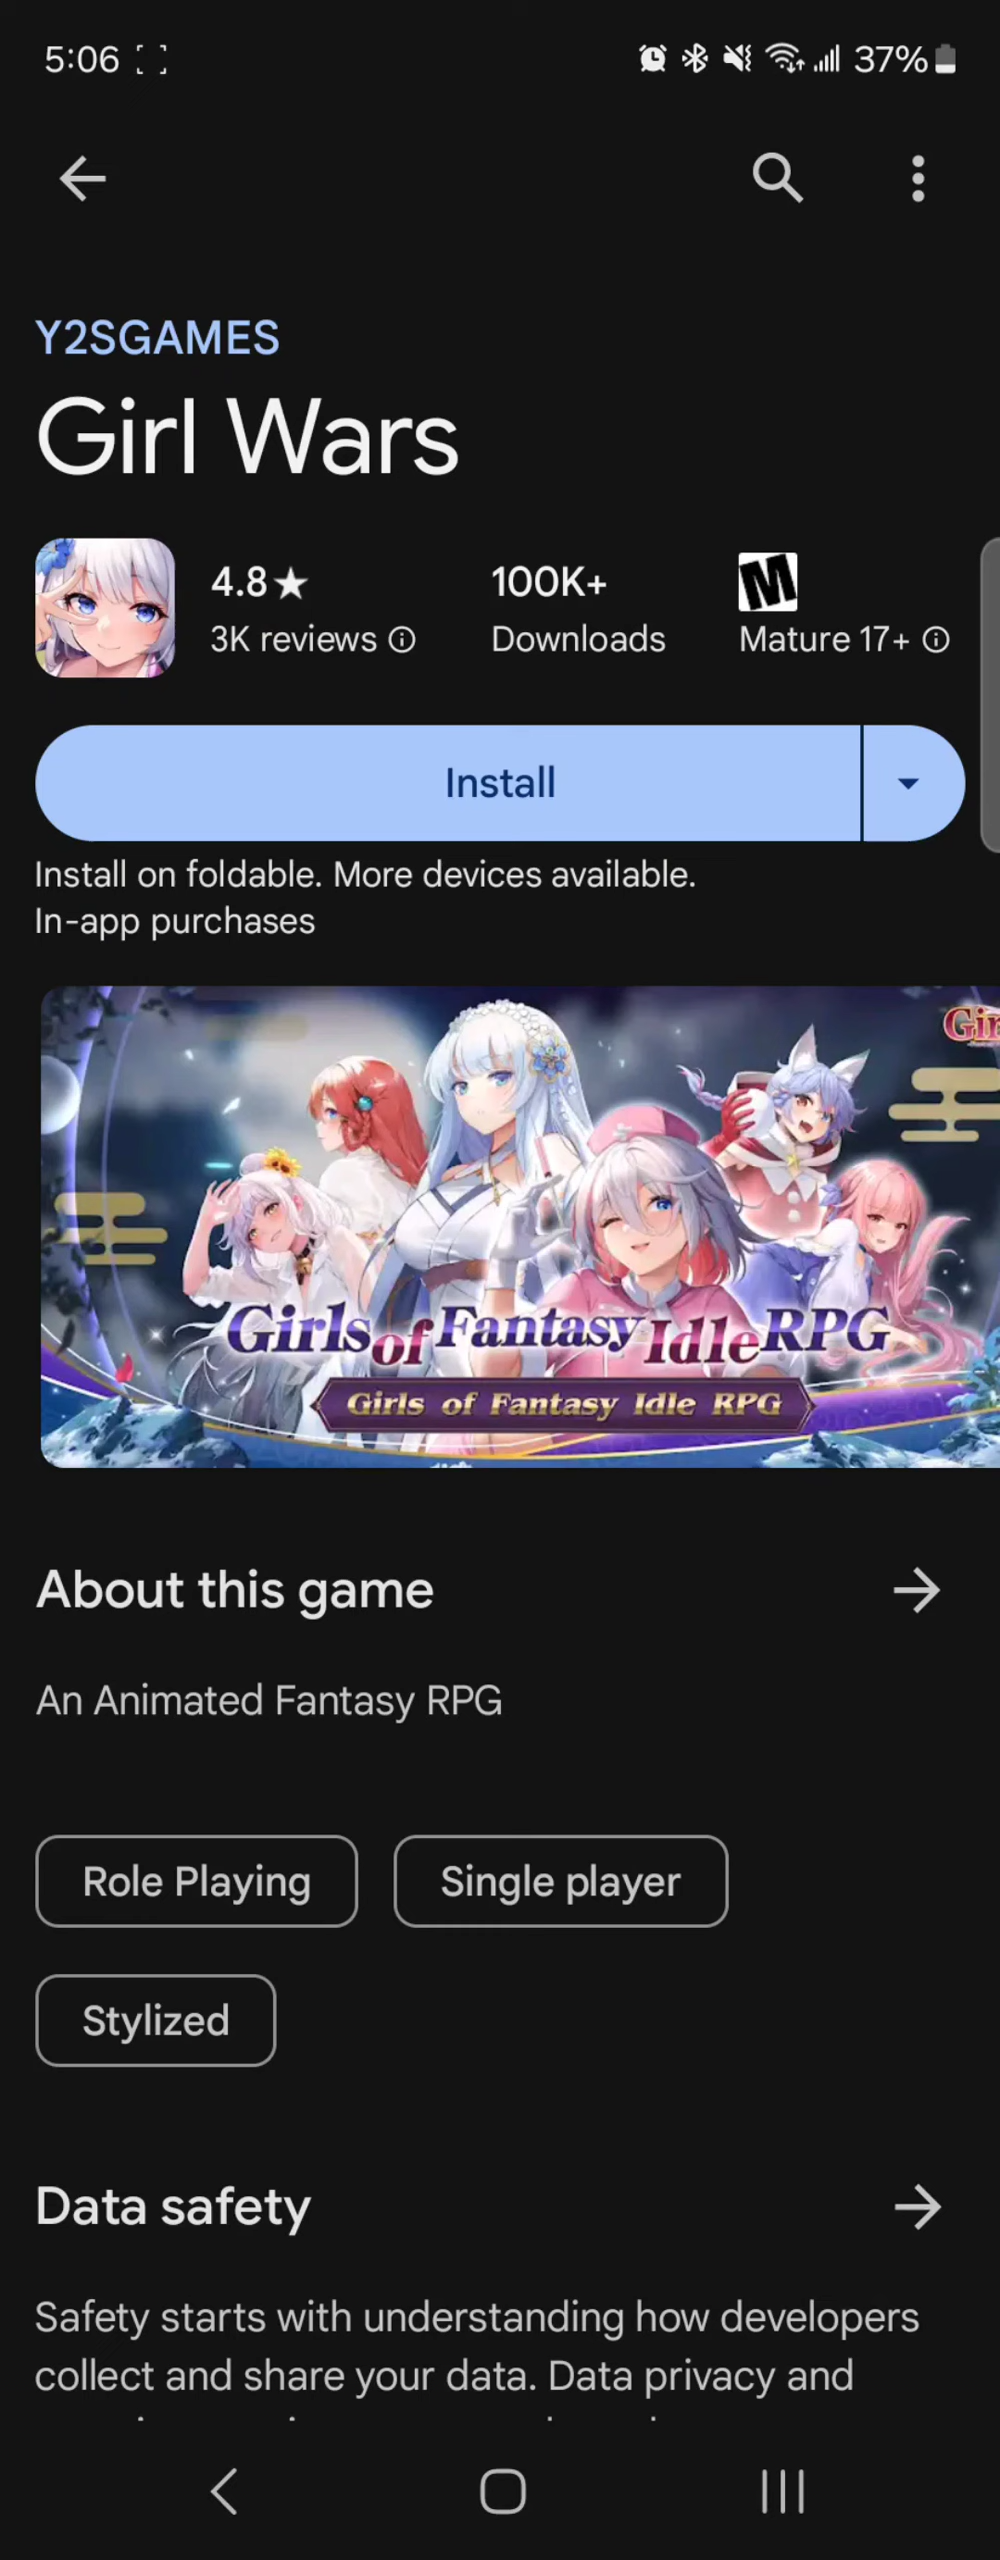 5:06
37%
Y2SGAMES
Girl Wars
4.8★
3K reviews
100K+
Downloads
M
Mature 17+
Install
Install on foldable. More devices available.
In-app purchases
Girls of Fantasy Idle RPG
Girls of Fantasy Idle RPG
About this game
An Animated Fantasy RPG
Role Playing
Single player
Stylized
Data safety
Safety starts with understanding how developers
collect and share your data. Data privacy and